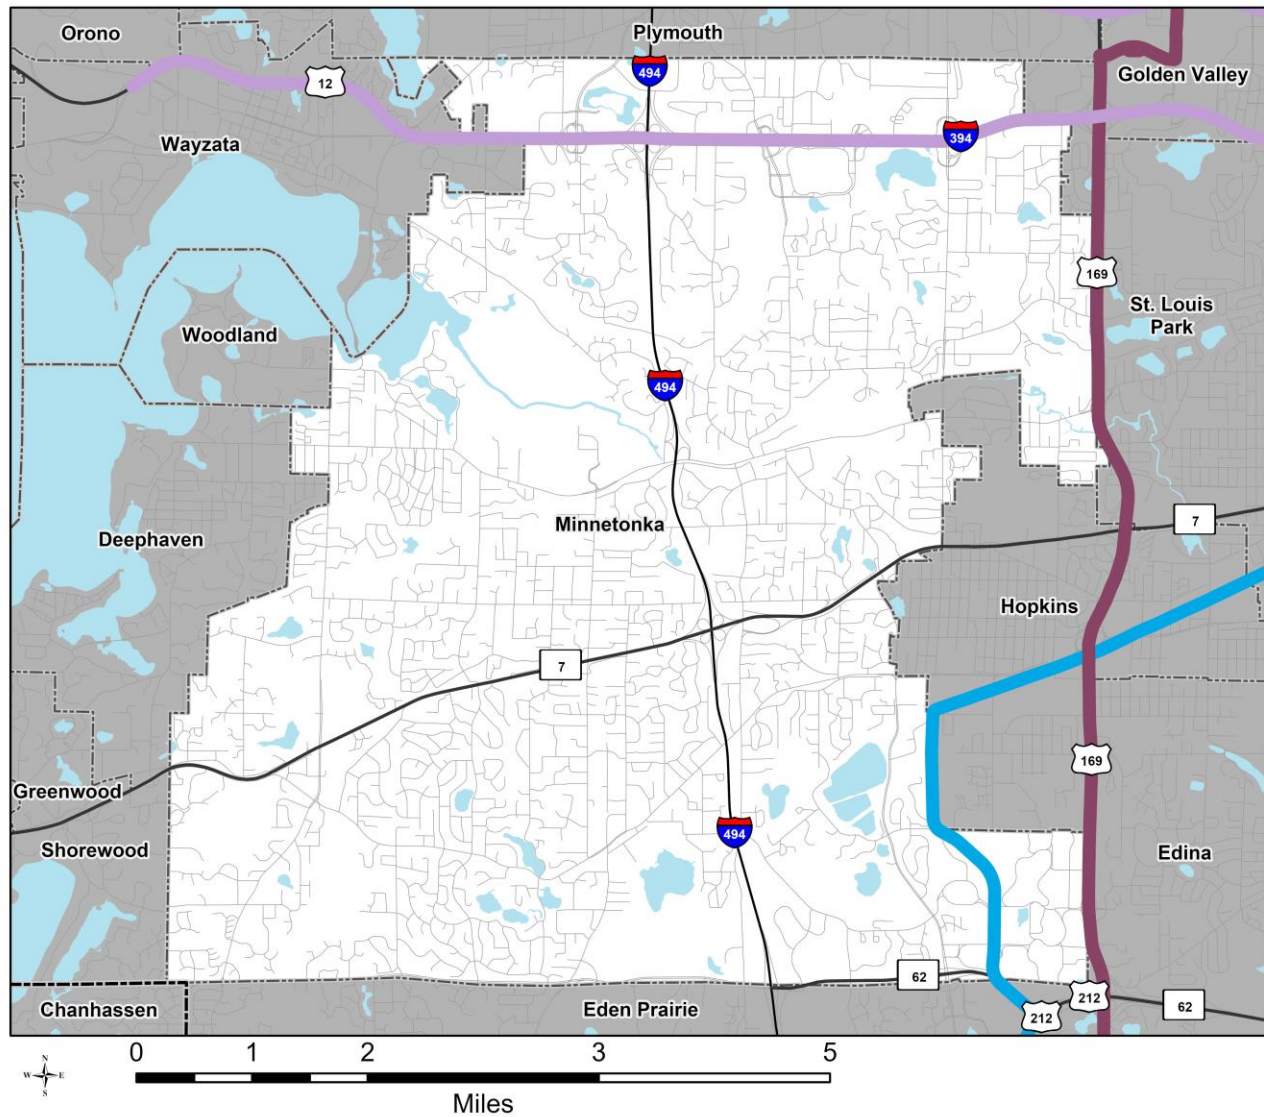 Orono
Plymouth
494
Golden Valley
12
394
Wayzata
169
St. Louis
Park
Woodland
494
7
Minnetonka
Deephaven
Hopkins
7
169
Greenwood
494
Shorewood
Edina
62
212
62
212
Chanhassen
Eden Prairie
N
W E
S
0 1 2 3 5
Miles